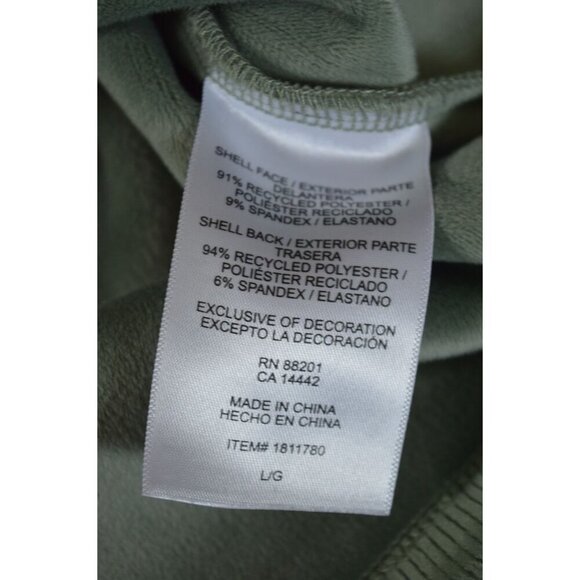 SHELL FACE / EXTERIOR PARTE
DELANTERA
91% RECYCLED POLYESTER /
POLIÉSTER RECICLADO
9% SPANDEX / ELASTANO
SHELL BACK / EXTERIOR PARTE
TRASERA
94% RECYCLED POLYESTER /
POLIÉSTER RECICLADO
6% SPANDEX / ELASTANO
EXCLUSIVE OF DECORATION
EXCEPTO LA DECORACIÓN
RN 88201
CA 14442
MADE IN CHINA
HECHO EN CHINA
ITEM# 1811780
L/G